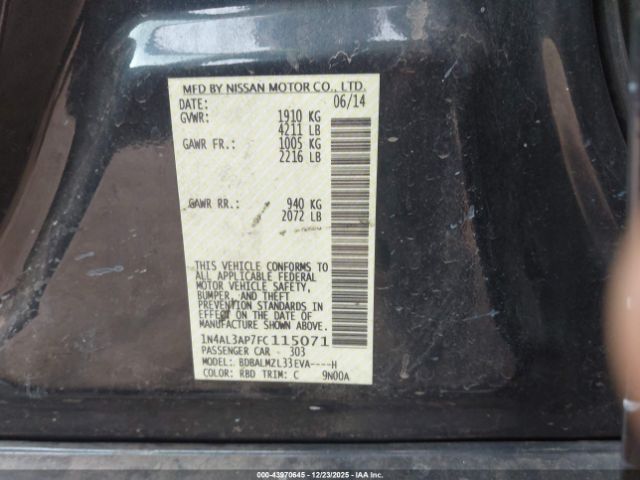 MFD BY NISSAN MOTOR CO., LTD.
DATE: 06/14
GVWR: 1910 KG
4211 LB
GAWR FR.: 1005 KG
2216 LB
GAWR RR.: 940 KG
2072 LB
THIS VEHICLE CONFORMS TO
ALL APPLICABLE FEDERAL
MOTOR VEHICLE SAFETY,
BUMPER, AND THEFT
PREVENTION STANDARDS IN
EFFECT ON THE DATE OF
MANUFACTURE SHOWN ABOVE.
1N4AL3AP7FC115071
PASSENGER CAR 303
MODEL: BDBALMZL33EVA----H
COLOR: RBD TRIM: C 9N00A
000-43970645 - 12/23/2025 - IAA Inc.